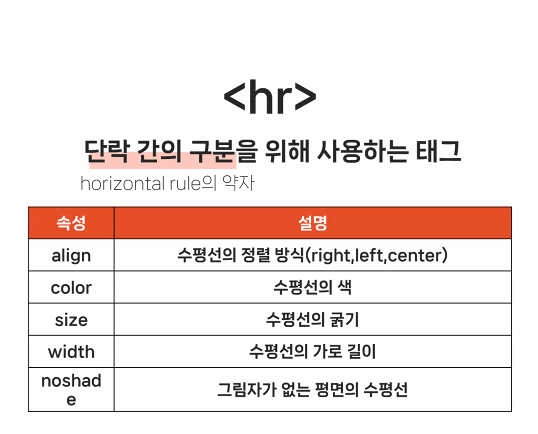 <hr>
단락 간의 구분을 위해 사용하는 태그
horizontal rule의 약자
속성 설명
align 수평선의 정렬 방식(right,left,center)
color 수평선의 색
size 수평선의 굵기
width 수평선의 가로 길이
noshad
e
그림자가 없는 평면의 수평선